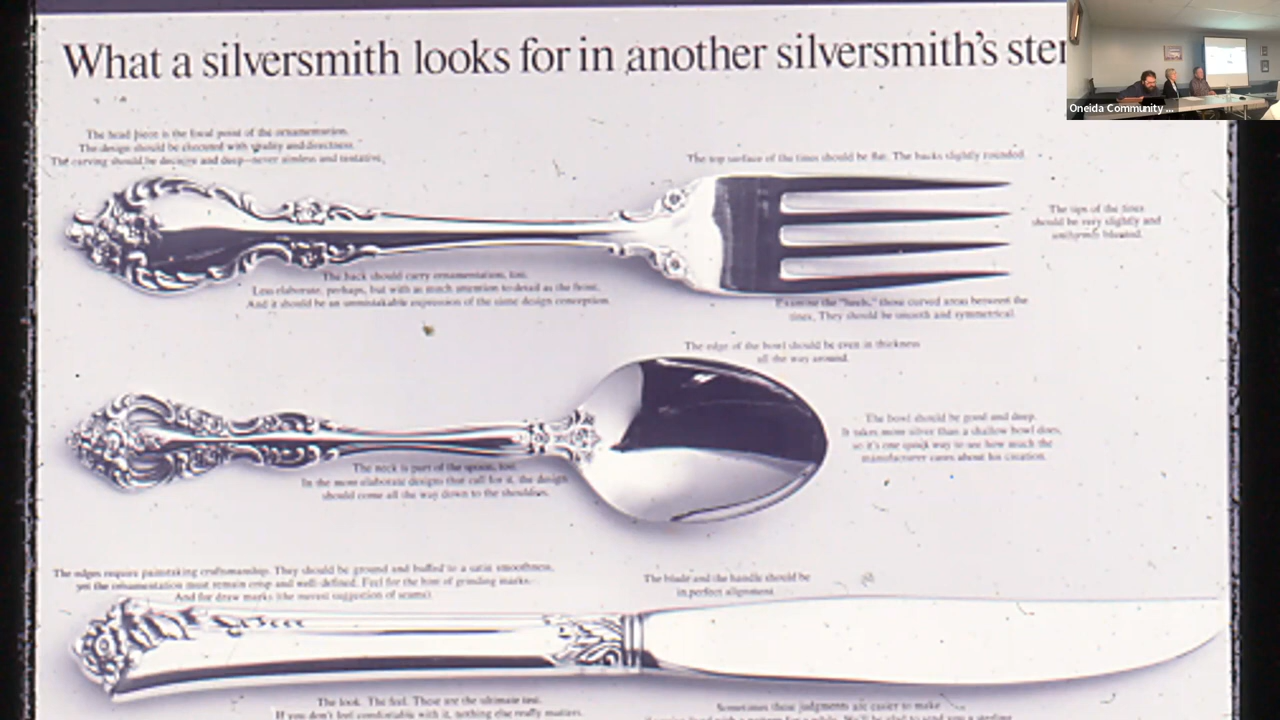 What a silversmith looks for in another silversmith's ster
Oneida Community ...
The head piece is the focal point of the ornamentation.
The design should be executed with vitality and directness.
The carving should be decisive and deep—never aimless and tentative.
The top surface of the tines should be flat. The backs slightly rounded.
The tips of the tines
should be very slightly and
uniformly blunted.
The back should carry ornamentation, too.
Less elaborate, perhaps, but with as much attention to detail as the front.
And it should be an unmistakable expression of the same design conception.
Examine the "heels," those curved areas between the
tines. They should be smooth and symmetrical.
The edge of the bowl should be even in thickness
all the way around.
The bowl should be good and deep.
It takes more silver than a shallow bowl does,
so it's one quick way to see how much the
manufacturer cares about his creation.
The neck is part of the spoon, too.
In the more elaborate designs that call for it, the design
should come all the way down to the shoulders.
The edges require painstaking craftsmanship. They should be ground and buffed to a satin smoothness,
yet the ornamentation must remain crisp and well-defined. Feel for the burr of grinding marks.
And for draw marks (the merest suggestion of seams).
The blade and the handle should be
in perfect alignment.
The look. The feel. These are the ultimate test.
If you don't feel comfortable with it, nothing else really matters.
Sometimes these judgments are easier to make